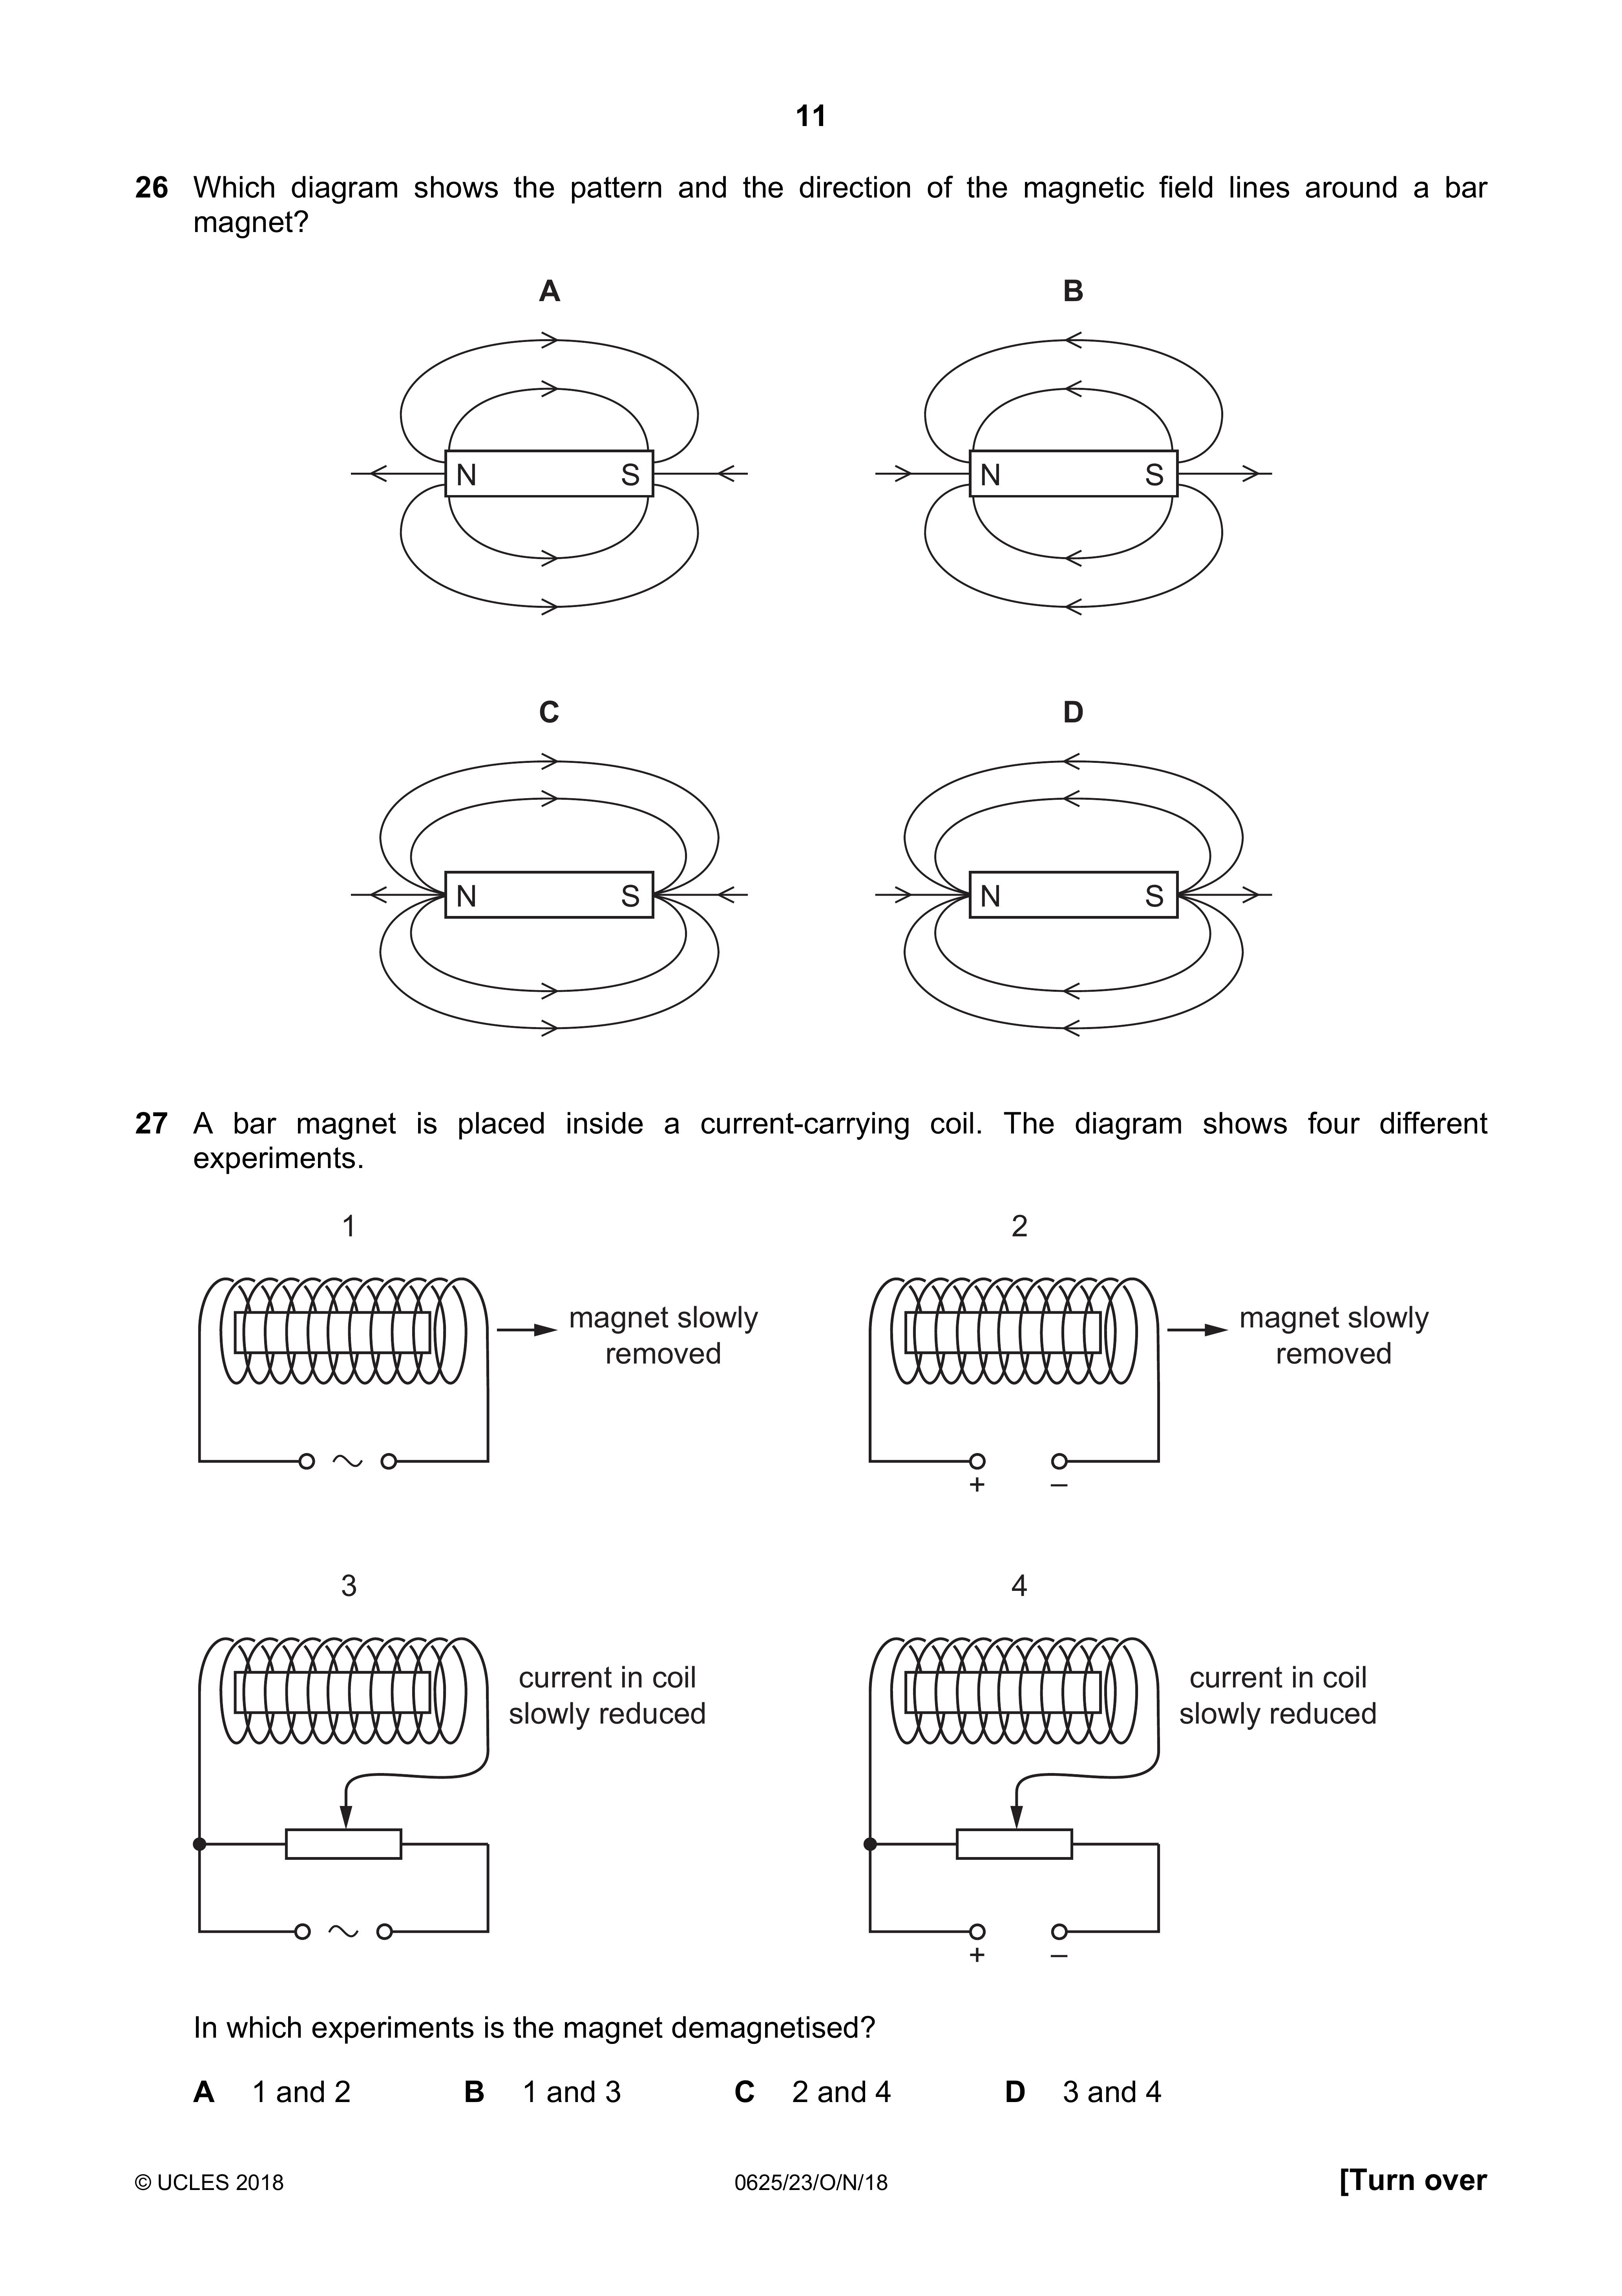 11
26 Which diagram shows the pattern and the direction of the magnetic field lines around a bar
magnet?
A B
N S N S
C D
N S N S
27 A bar magnet is placed inside a current-carrying coil. The diagram shows four different
experiments.
1 2
magnet slowly
removed
magnet slowly
removed
~
+ –
3 4
current in coil
slowly reduced
current in coil
slowly reduced
~
+ –
In which experiments is the magnet demagnetised?
A 1 and 2 B 1 and 3 C 2 and 4 D 3 and 4
© UCLES 2018 0625/23/O/N/18 [Turn over